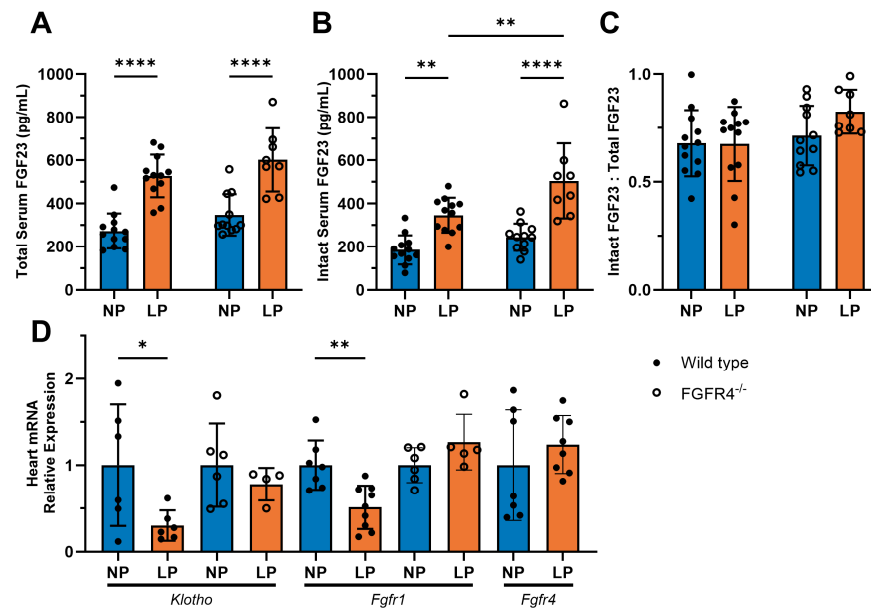 A
B
C
**
****
****
**
****
Total Serum FGF23 (pg/mL)
1000
800
600
400
200
0
NP LP NP LP
Intact Serum FGF23 (pg/mL)
1000
800
600
400
200
0
NP LP NP LP
Intact FGF23 : Total FGF23
1.0
0.5
0.0
NP LP NP LP
D
*
**
Heart mRNA
Relative Expression
2
1
0
NP LP NP LP NP LP NP LP NP LP
Klotho Fgfr1 Fgfr4
Wild type
FGFR4-/-